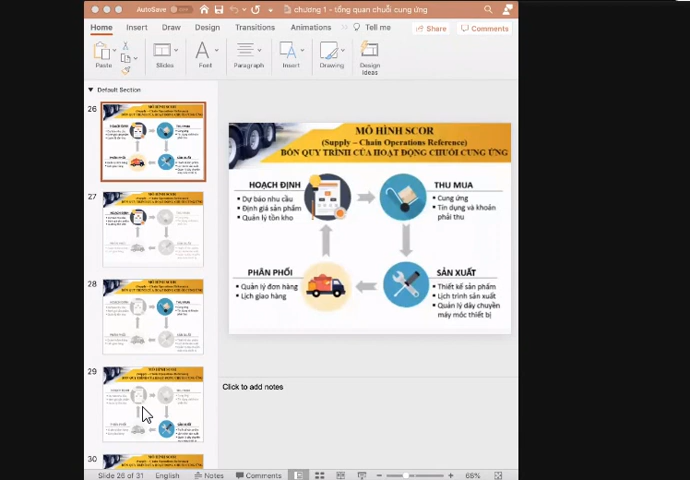 AutoSave
chương 1 - tổng quan chuỗi cung ứng
Home Insert Draw Design Transitions Animations Tell me Share Comments
Paste Slides Font Paragraph Insert Drawing Design Ideas
Default Section
26
27
28
29
30
MÔ HÌNH SCOR
(Supply – Chain Operations Reference)
BỐN QUY TRÌNH CỦA HOẠT ĐỘNG CHUỖI CUNG ỨNG
HOẠCH ĐỊNH
Dự báo nhu cầu
Định giá sản phẩm
Quản lý tồn kho
THU MUA
Cung ứng
Tín dụng và khoản
phải thu
PHÂN PHỐI
Quản lý đơn hàng
Lịch giao hàng
SẢN XUẤT
Thiết kế sản phẩm
Lịch trình sản xuất
Quản lý dây chuyền
máy móc thiết bị
Click to add notes
Slide 26 of 31 English Notes Comments 68%